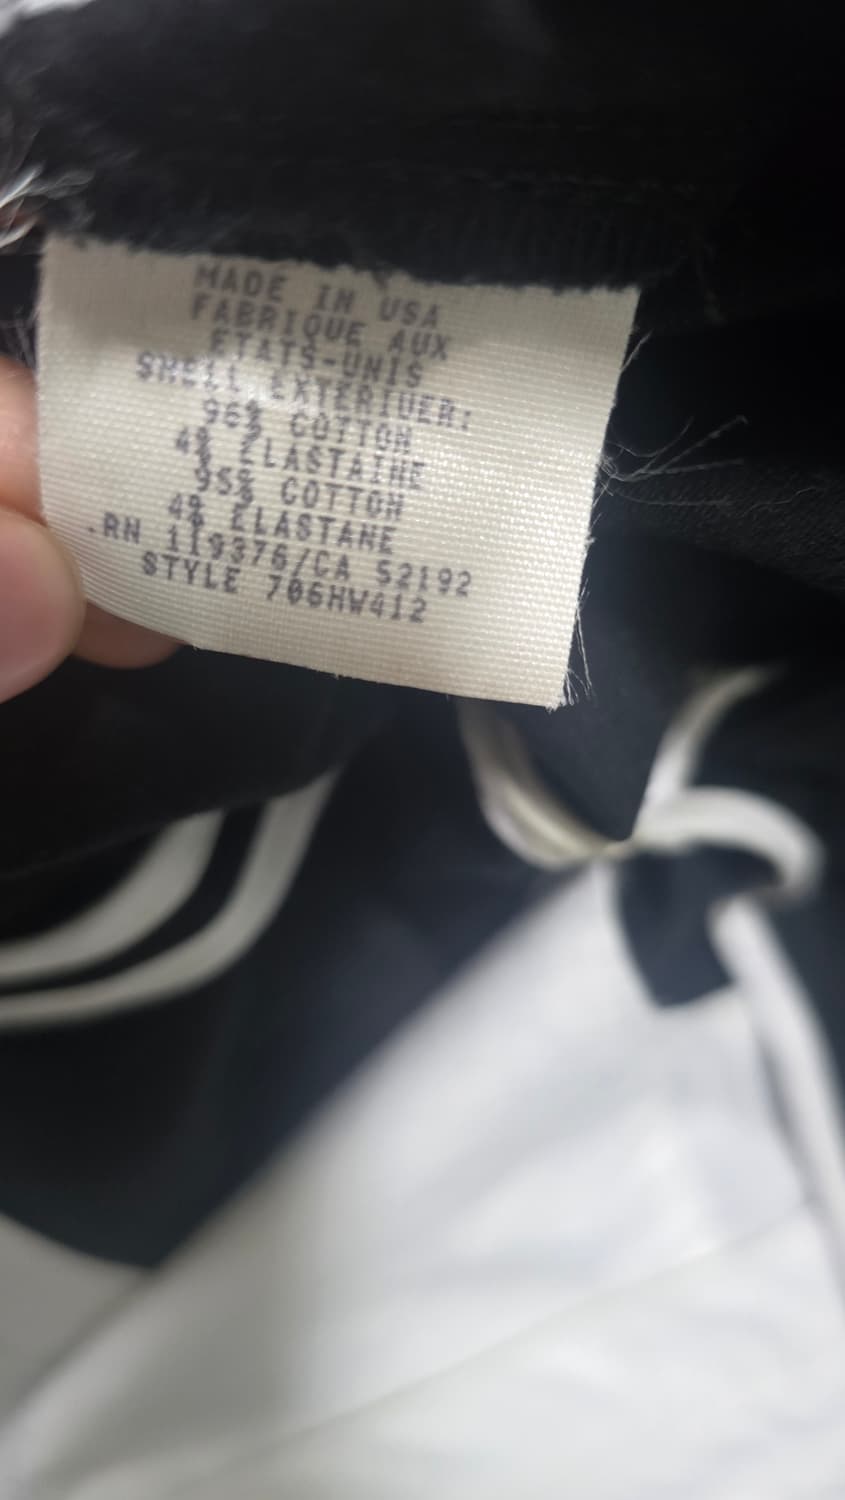 MADE IN USA
FABRIQUE AUX
ETATS-UNIS
SHELL EXTERIUER:
96% COTTON
4% ELASTAINE
95% COTTON
4% ELASTANE
RN 119376/CA 52192
STYLE 706HW412